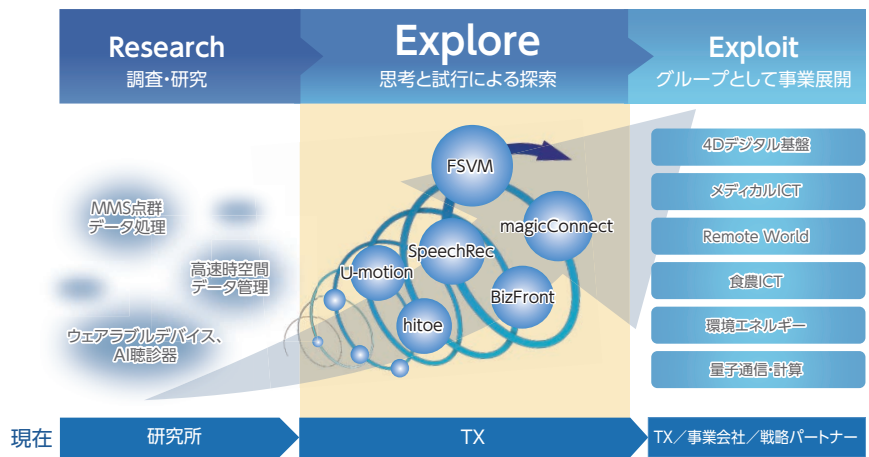 Research
調査・研究
Explore
思考と試行による探索
Exploit
グループとして事業展開
MMS点群
データ処理
高速時空間
データ管理
ウェアラブルデバイス、
AI聴診器
FSVM
magicConnect
SpeechRec
U-motion
BizFront
hitoe
4Dデジタル基盤
メディカルICT
Remote World
食農ICT
環境エネルギー
量子通信・計算
現在
研究所
TX
TX／事業会社／戦略パートナー